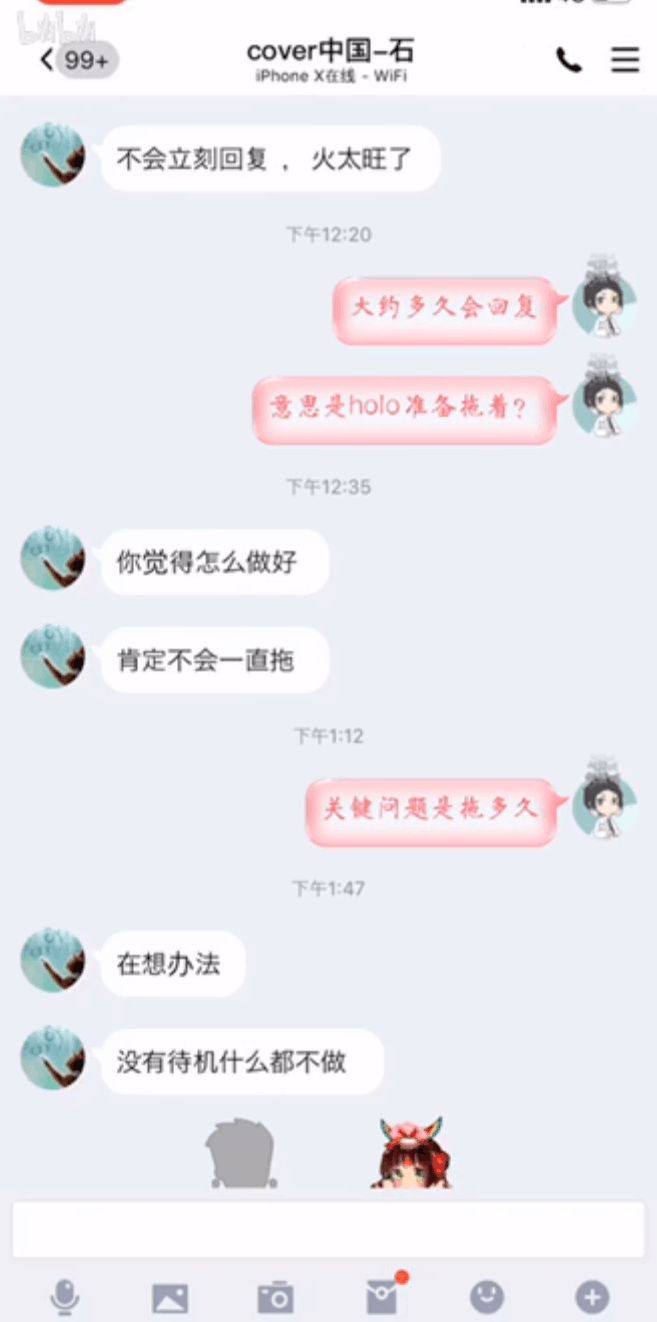 bilibili
99+
cover中国-石
iPhone X在线 - WiFi
不会立刻回复 ， 火太旺了
下午12:20
大约多久会回复
意思是holo准备拖着?
下午12:35
你觉得怎么做好
肯定不会一直拖
下午1:12
关键问题是拖多久
下午1:47
在想办法
没有待机什么都不做